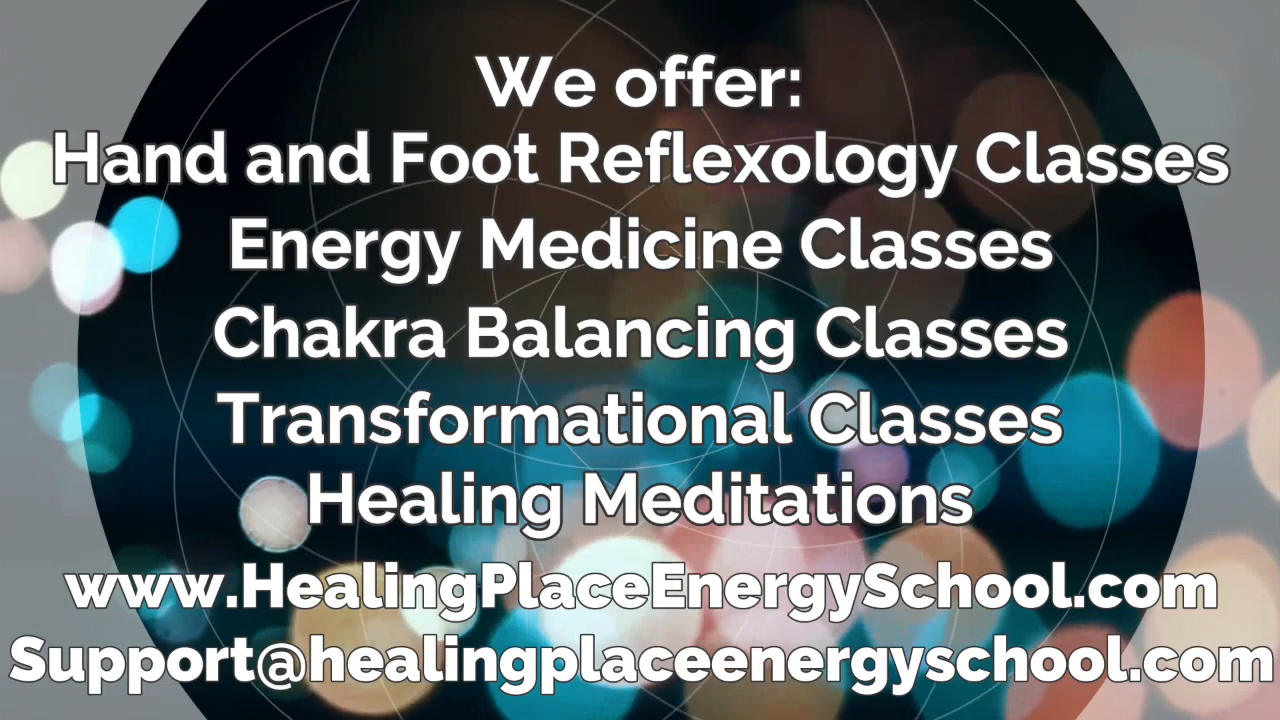 We offer:
Hand and Foot Reflexology Classes
Energy Medicine Classes
Chakra Balancing Classes
Transformational Classes
Healing Meditations
www.HealingPlaceEnergySchool.com
Support@healingplaceenergyschool.com